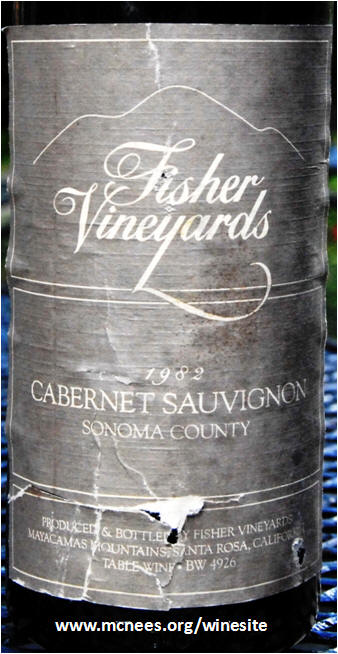 Fisher
Vineyards
1982
CABERNET SAUVIGNON
SONOMA COUNTY
PRODUCED & BOTTLED BY FISHER VINEYARDS
MAYACAMAS MOUNTAINS, SANTA ROSA, CALIFORNIA
TABLE WINE • BW 4926
www.mcnees.org/winesite